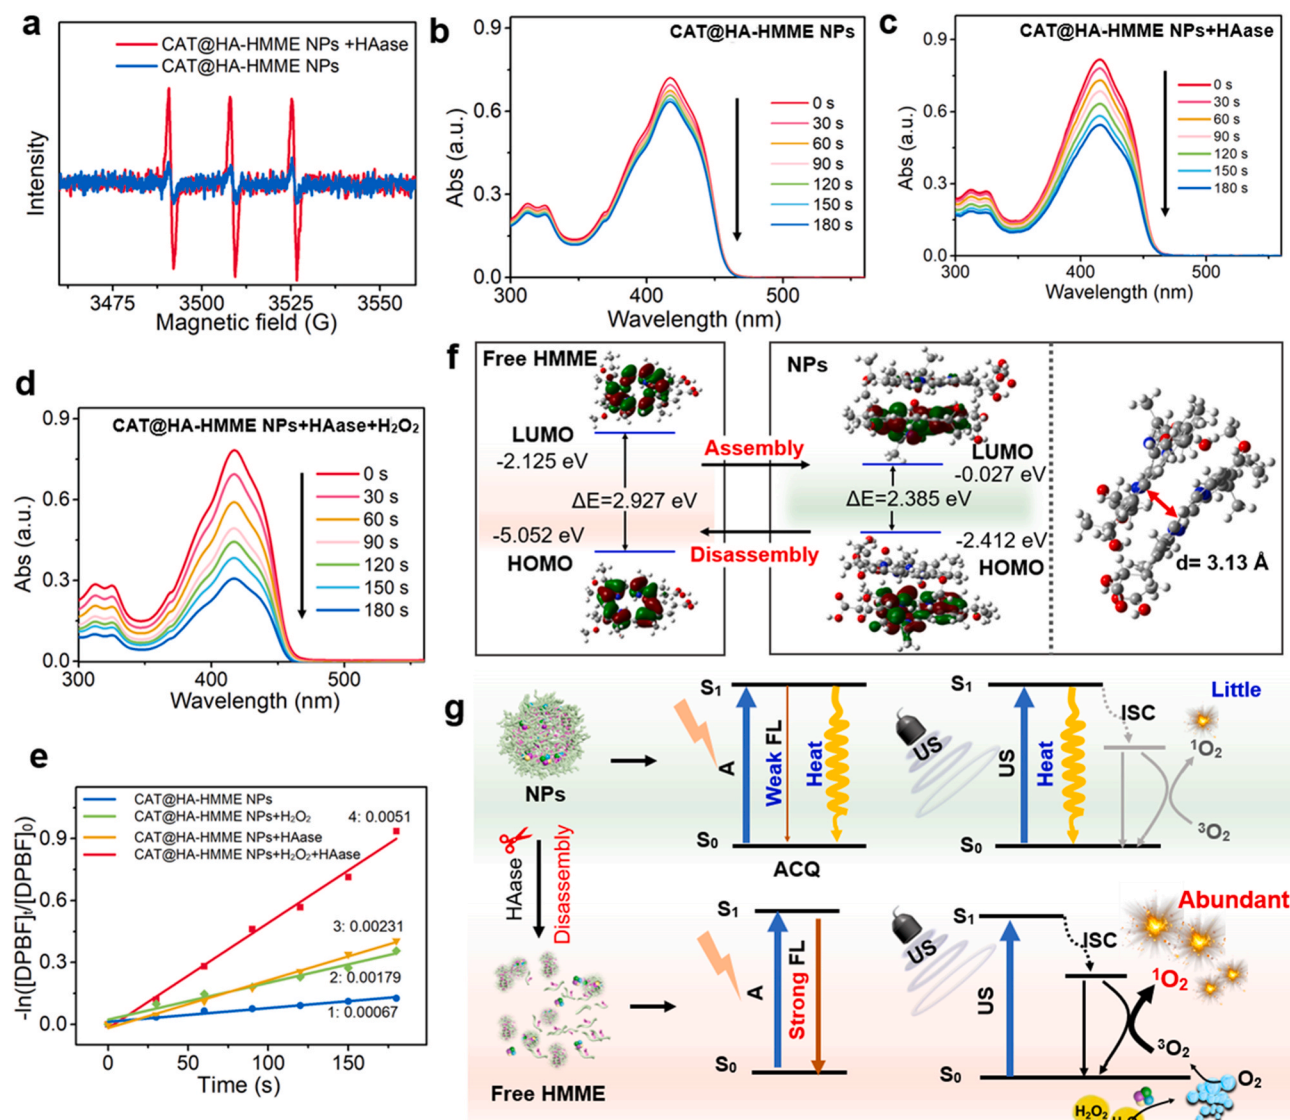 a
CAT@HA-HMME NPs +HAase
CAT@HA-HMME NPs
Intensity
3475
3500
3525
3550
Magnetic field (G)
b
CAT@HA-HMME NPs
0.9
0.6
0.3
0.0
Abs (a.u.)
0 s
30 s
60 s
90 s
120 s
150 s
180 s
300
400
500
Wavelength (nm)
c
CAT@HA-HMME NPs+HAase
0.9
0.6
0.3
0.0
Abs (a.u.)
0 s
30 s
60 s
90 s
120 s
150 s
180 s
300
400
500
Wavelength (nm)
d
CAT@HA-HMME NPs+HAase+H₂O₂
0.9
0.6
0.3
0.0
Abs (a.u.)
0 s
30 s
60 s
90 s
120 s
150 s
180 s
300
400
500
Wavelength (nm)
e
CAT@HA-HMME NPs
CAT@HA-HMME NPs+H₂O₂
CAT@HA-HMME NPs+HAase
CAT@HA-HMME NPs+H₂O₂+HAase
4: 0.0051
3: 0.00231
2: 0.00179
1: 0.00067
0.9
0.6
0.3
0.0
-ln([DPBF]ₜ/[DPBF]₀)
0
50
100
150
Time (s)
f
Free HMME
LUMO
-2.125 eV
ΔE=2.927 eV
-5.052 eV
HOMO
Assembly
Disassembly
NPs
LUMO
-0.027 eV
ΔE=2.385 eV
-2.412 eV
HOMO
d= 3.13 Å
g
NPs
HAase
Disassembly
Free HMME
S₁
A
Weak FL
Heat
S₀
ACQ
US
S₁
US
Heat
ISC
Little
¹O₂
³O₂
S₀
S₁
A
Strong FL
S₀
US
S₁
US
ISC
Abundant
¹O₂
³O₂
O₂
S₀
H₂O₂